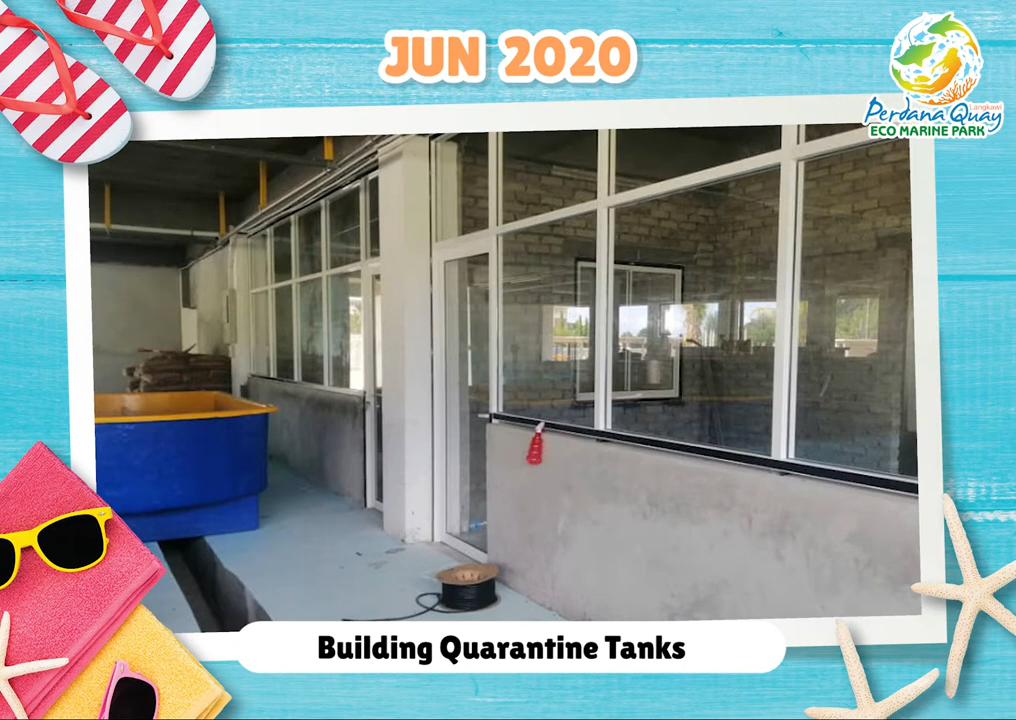 JUN 2020
Langkawi
Perdana Quay
ECO MARINE PARK
Building Quarantine Tanks